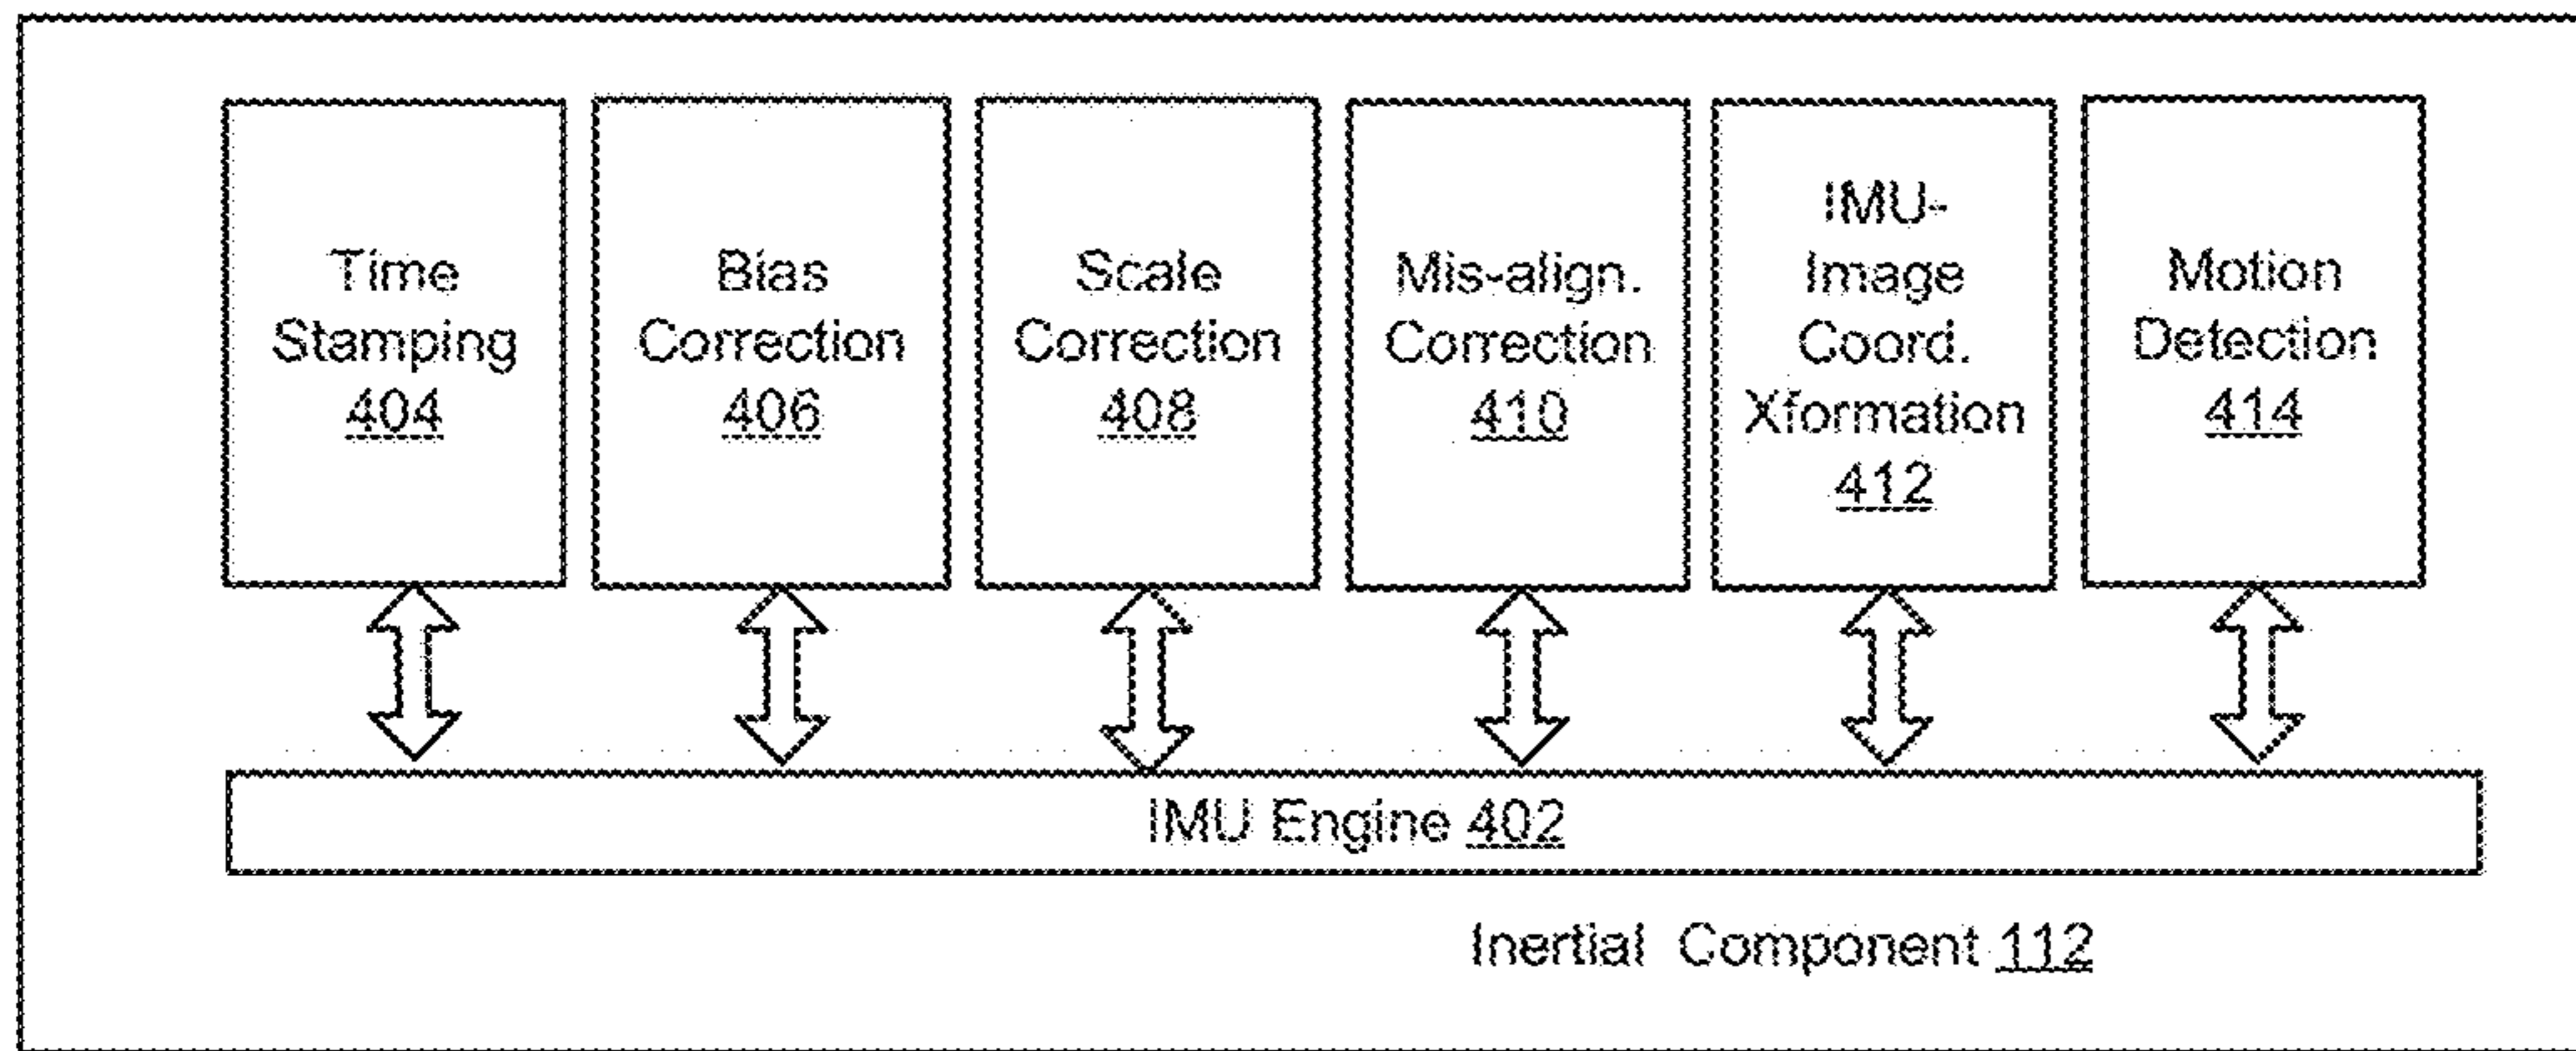 Time
Stamping
404
Bias
Correction
406
Scale
Correction
408
Mis-align.
Correction
410
IMU-
Image
Coord.
Xformation
412
Motion
Detection
414
IMU Engine 402
Inertial Component 112